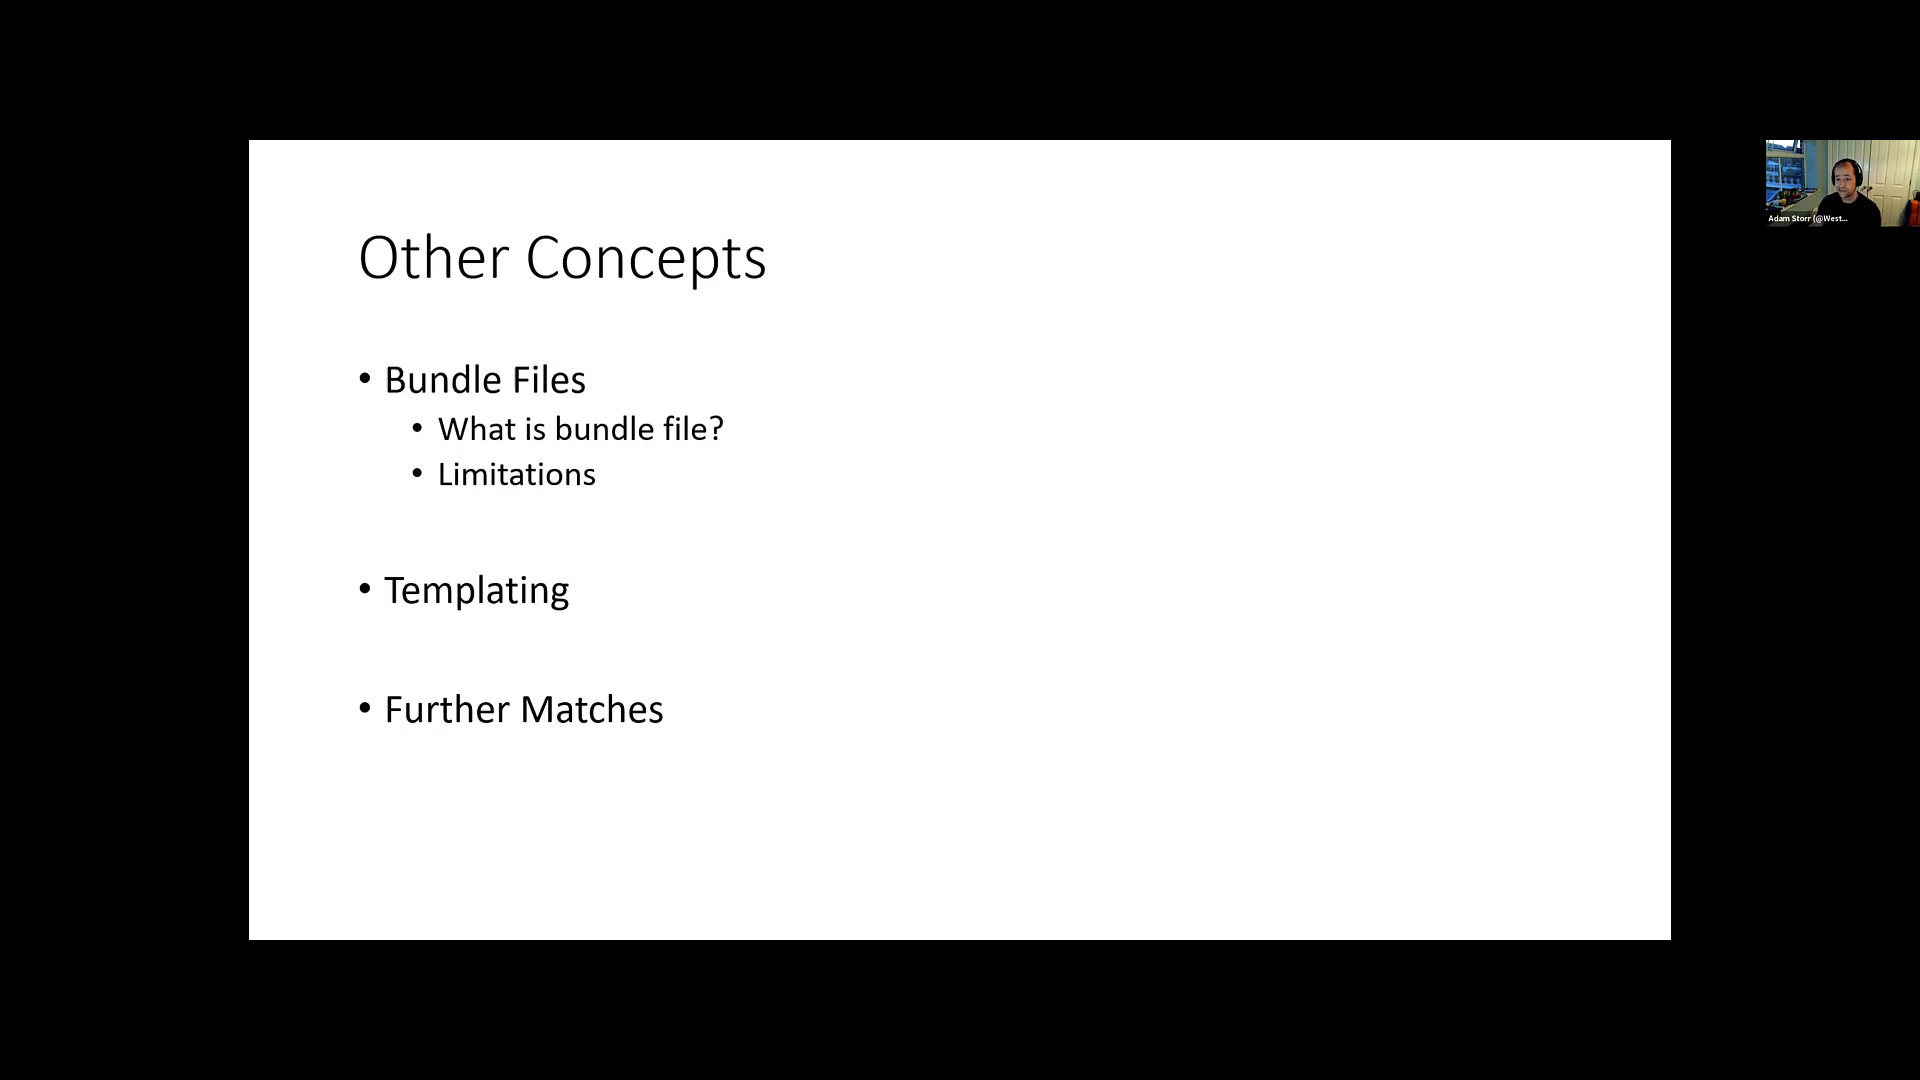 Other Concepts
• Bundle Files
• What is bundle file?
• Limitations
• Templating
• Further Matches
Adam Storr (@West...